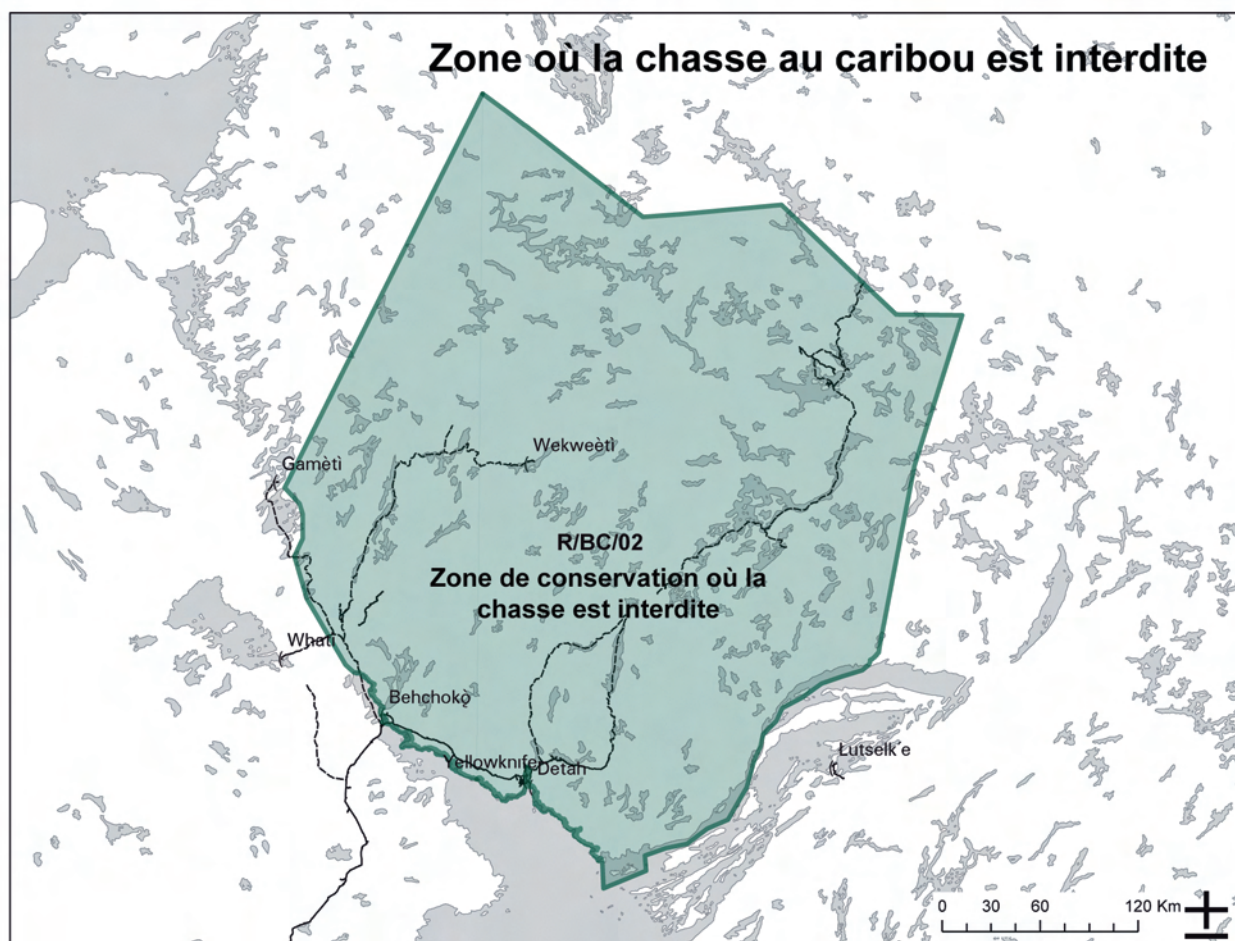 Zone où la chasse au caribou est interdite
Wekweètì
Gamètì
R/BC/02
Zone de conservation où la
chasse est interdite
Whatì
Behchokǫ̀
Łutselk'e
Yellowknife
Detah
0 30 60 120 Km